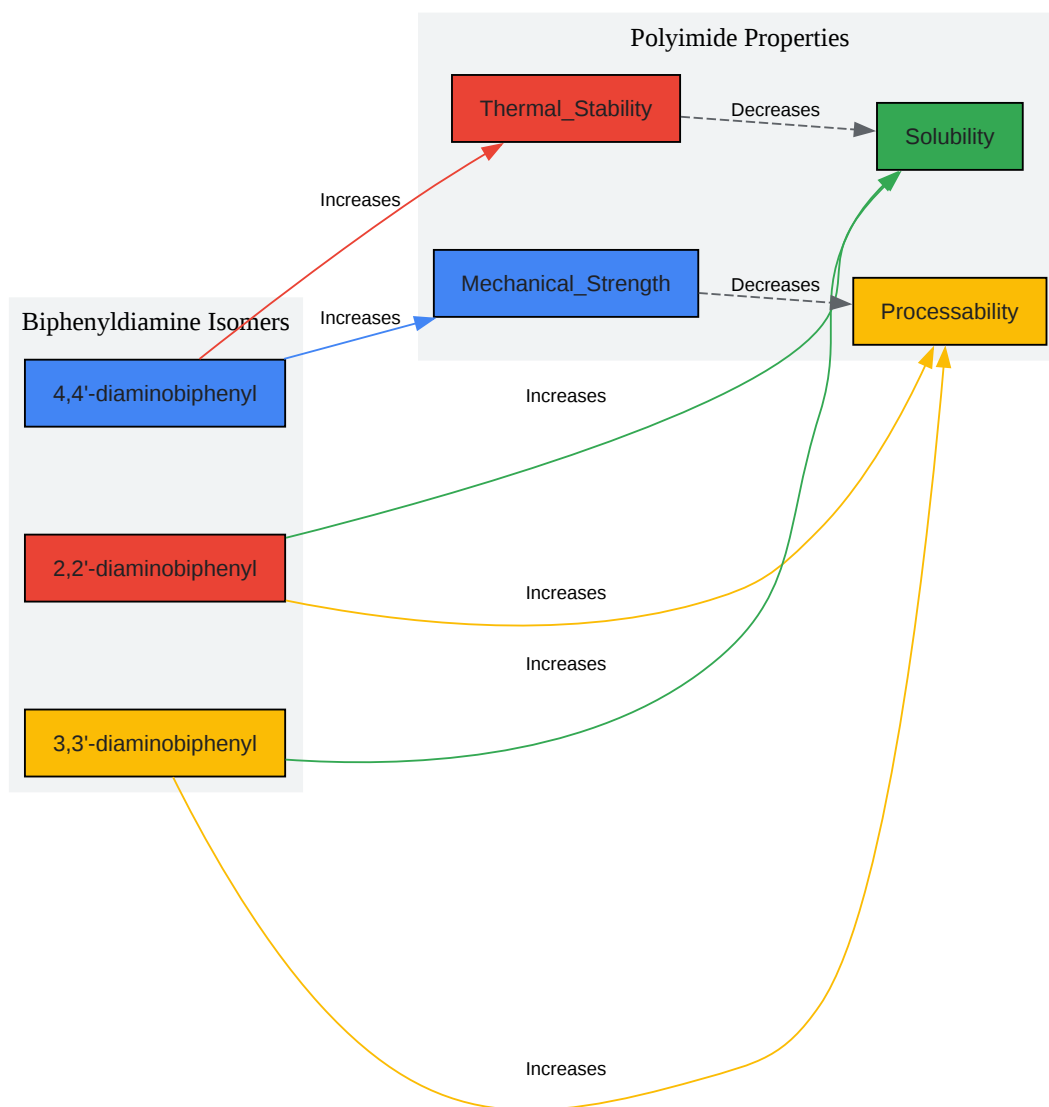 Polyimide Properties
Thermal_Stability
Decreases
Solubility
Increases
Mechanical_Strength
Decreases
Processability
Biphenyldiamine Isomers
Increases
4,4'-diaminobiphenyl
Increases
2,2'-diaminobiphenyl
Increases
Increases
3,3'-diaminobiphenyl
Increases